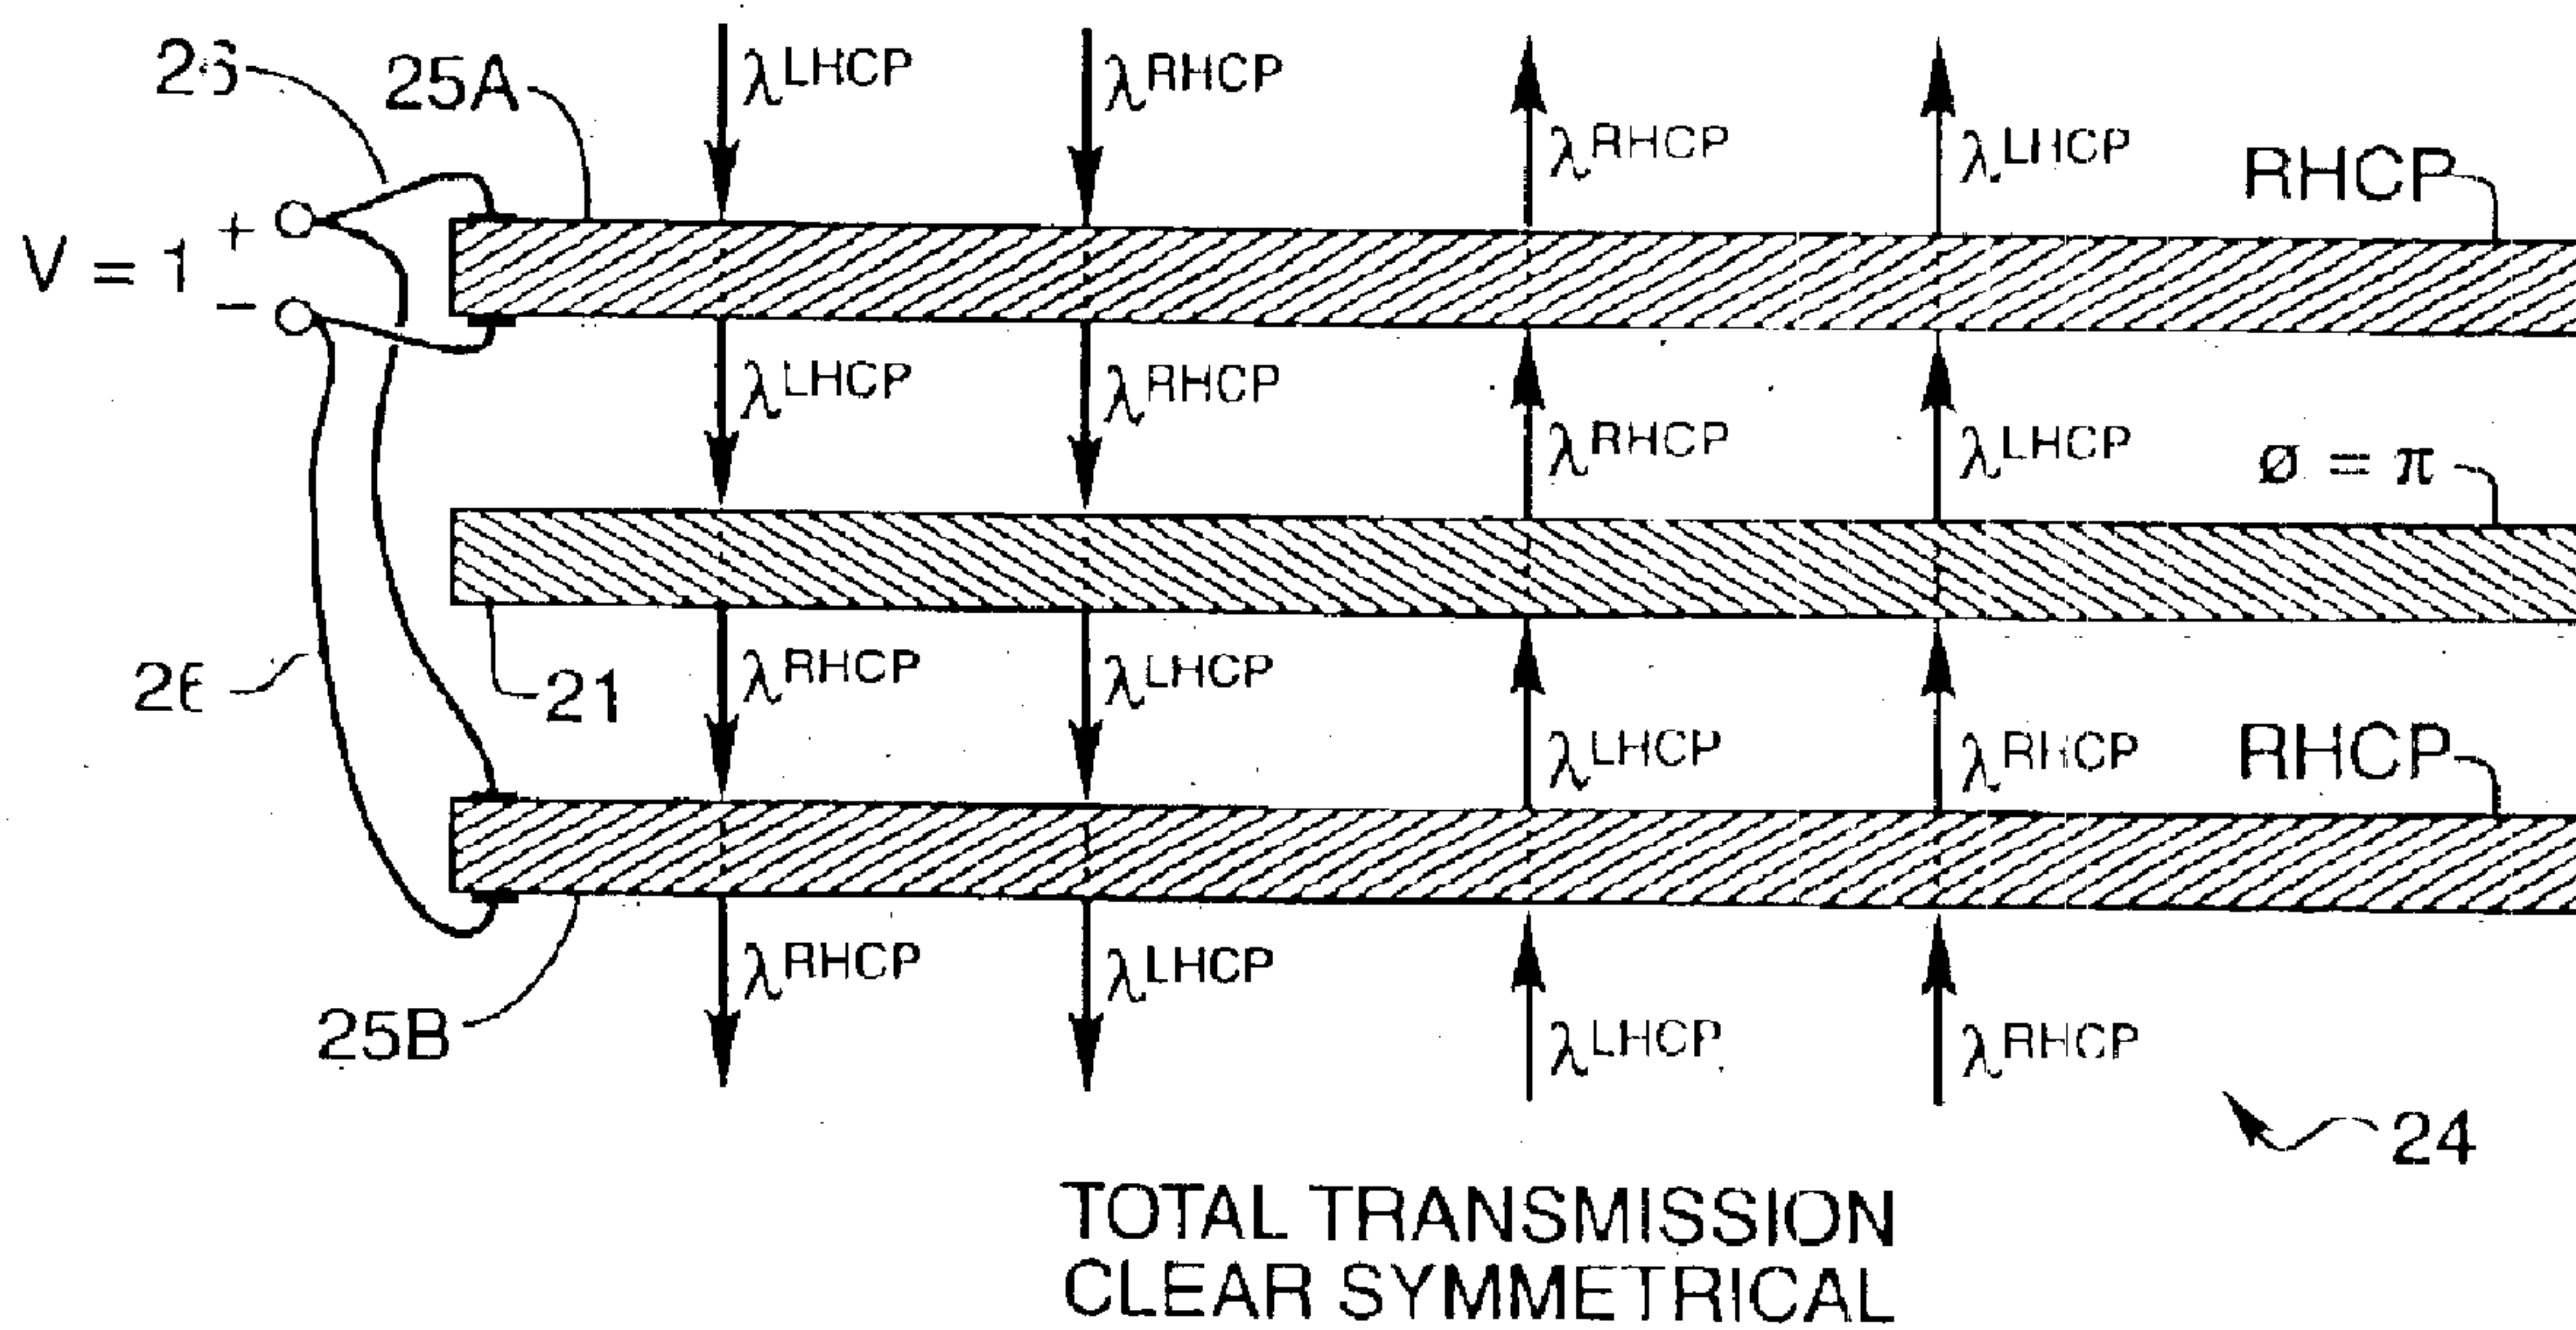 26
25A
λLHCP
λRHCP
λRHCP
λLHCP
RHCP
V = 1
+
−
λLHCP
λRHCP
λRHCP
λLHCP
ø = π
21
λRHCP
λLHCP
λLHCP
λRHCP
RHCP
25B
λRHCP
λLHCP
λLHCP
λRHCP
24
TOTAL TRANSMISSION
CLEAR SYMMETRICAL